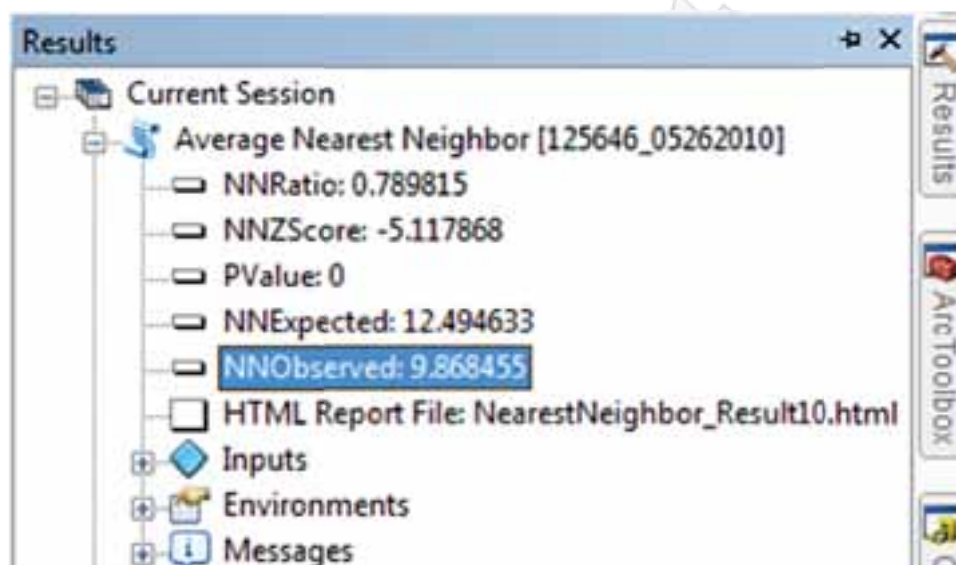 Results
Current Session
Average Nearest Neighbor [125646_05262010]
NNRatio: 0.789815
NNZScore: -5.117868
PValue: 0
NNExpected: 12.494633
NNObserved: 9.868455
HTML Report File: NearestNeighbor_Result10.html
Inputs
Environments
Messages
Results
ArcToolbox